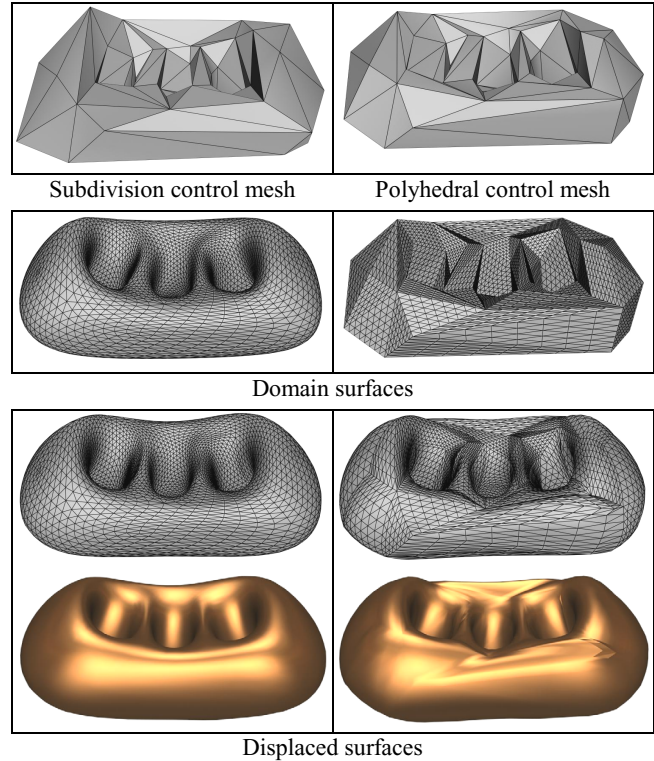 Subdivision control mesh
Polyhedral control mesh
Domain surfaces
Displaced surfaces